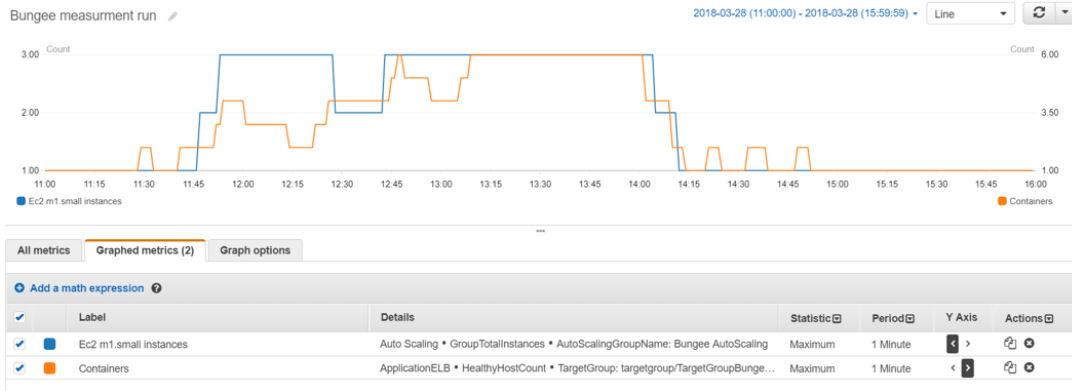 Bungee measurment run 2018-03-28 (11:00:00) - 2018-03-28 (15:59:59) Line
Count Count
3.00 6.00
2.00 3.50
1.00 1.00
11:00 11:15 11:30 11:45 12:00 12:15 12:30 12:45 13:00 13:15 13:30 13:45 14:00 14:15 14:30 14:45 15:00 15:15 15:30 15:45 16:00
Ec2 m1.small instances Containers
All metrics Graphed metrics (2) Graph options
Add a math expression
Label Details Statistic Period Y Axis Actions
Ec2 m1.small instances Auto Scaling • GroupTotalInstances • AutoScalingGroupName: Bungee AutoScaling Maximum 1 Minute < >
Containers ApplicationELB • HealthyHostCount • TargetGroup: targetgroup/TargetGroupBunge... Maximum 1 Minute < >